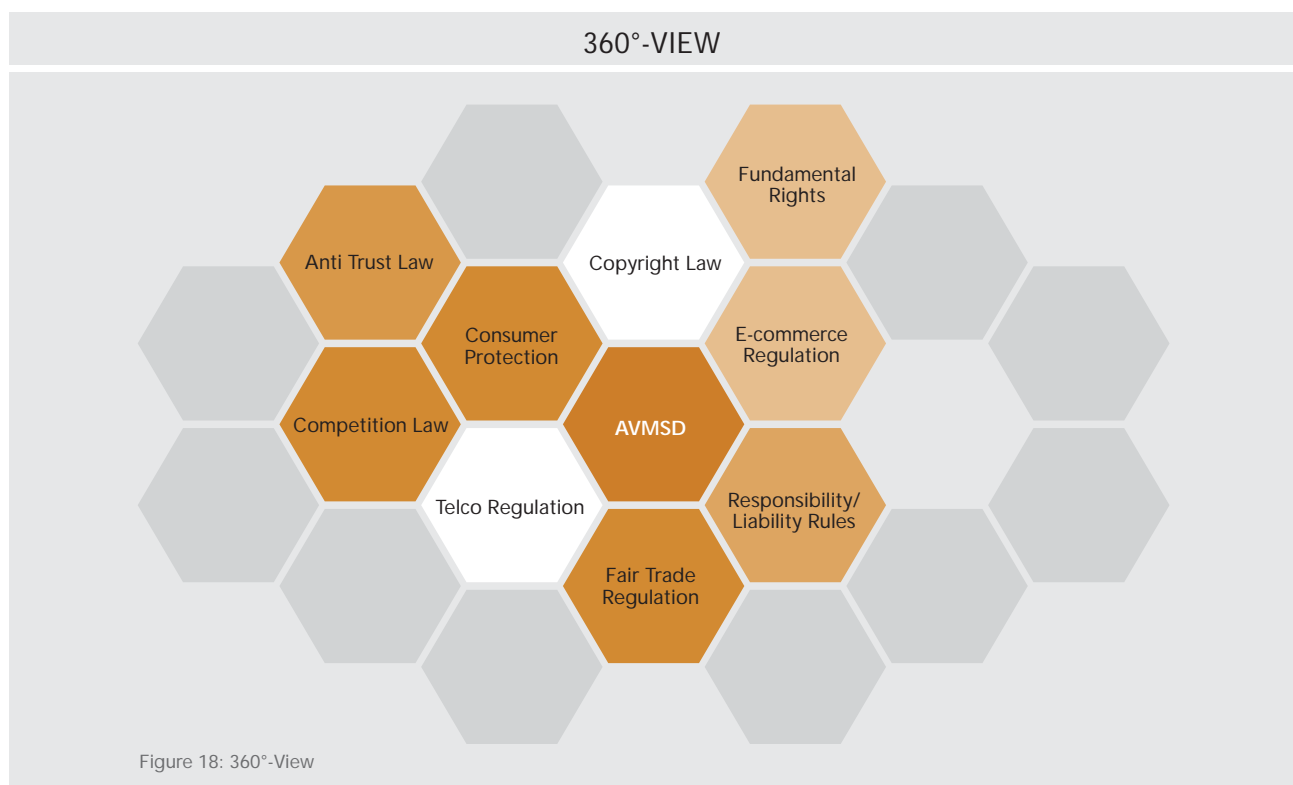 360°-VIEW
Fundamental
Rights
Anti Trust Law
Copyright Law
Consumer
Protection
E-commerce
Regulation
Competition Law
AVMSD
Telco Regulation
Responsibility/
Liability Rules
Fair Trade
Regulation
Figure 18: 360°-View